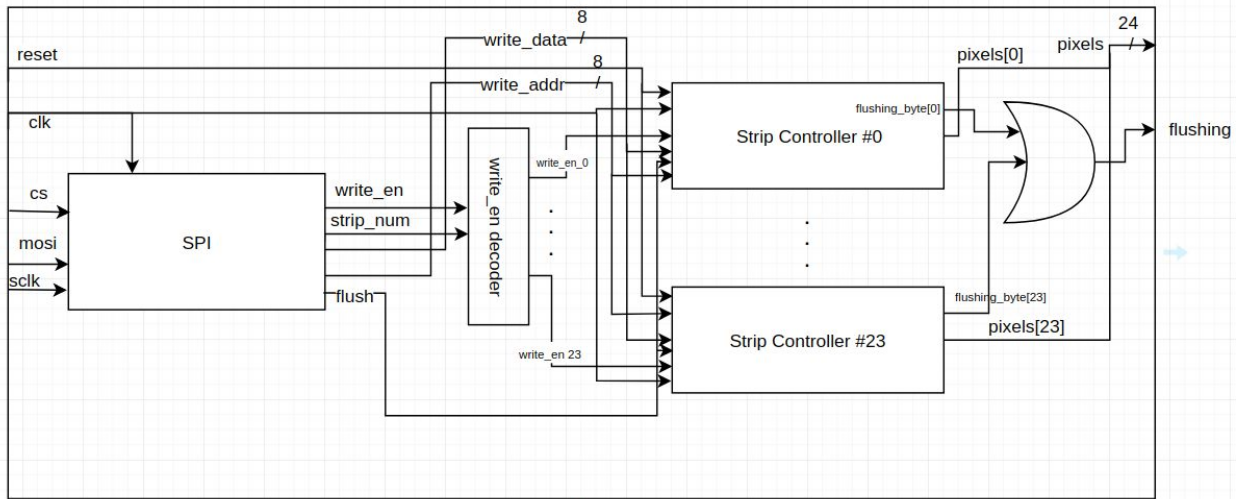 8
24
write_data
reset
pixels
pixels[0]
8
write_addr
flushing_byte[0]
clk
Strip Controller #0
flushing
write_en_0
write_en decoder
cs
write_en
strip_num
mosi
SPI
sclk
flush
flushing_byte[23]
pixels[23]
Strip Controller #23
write_en 23